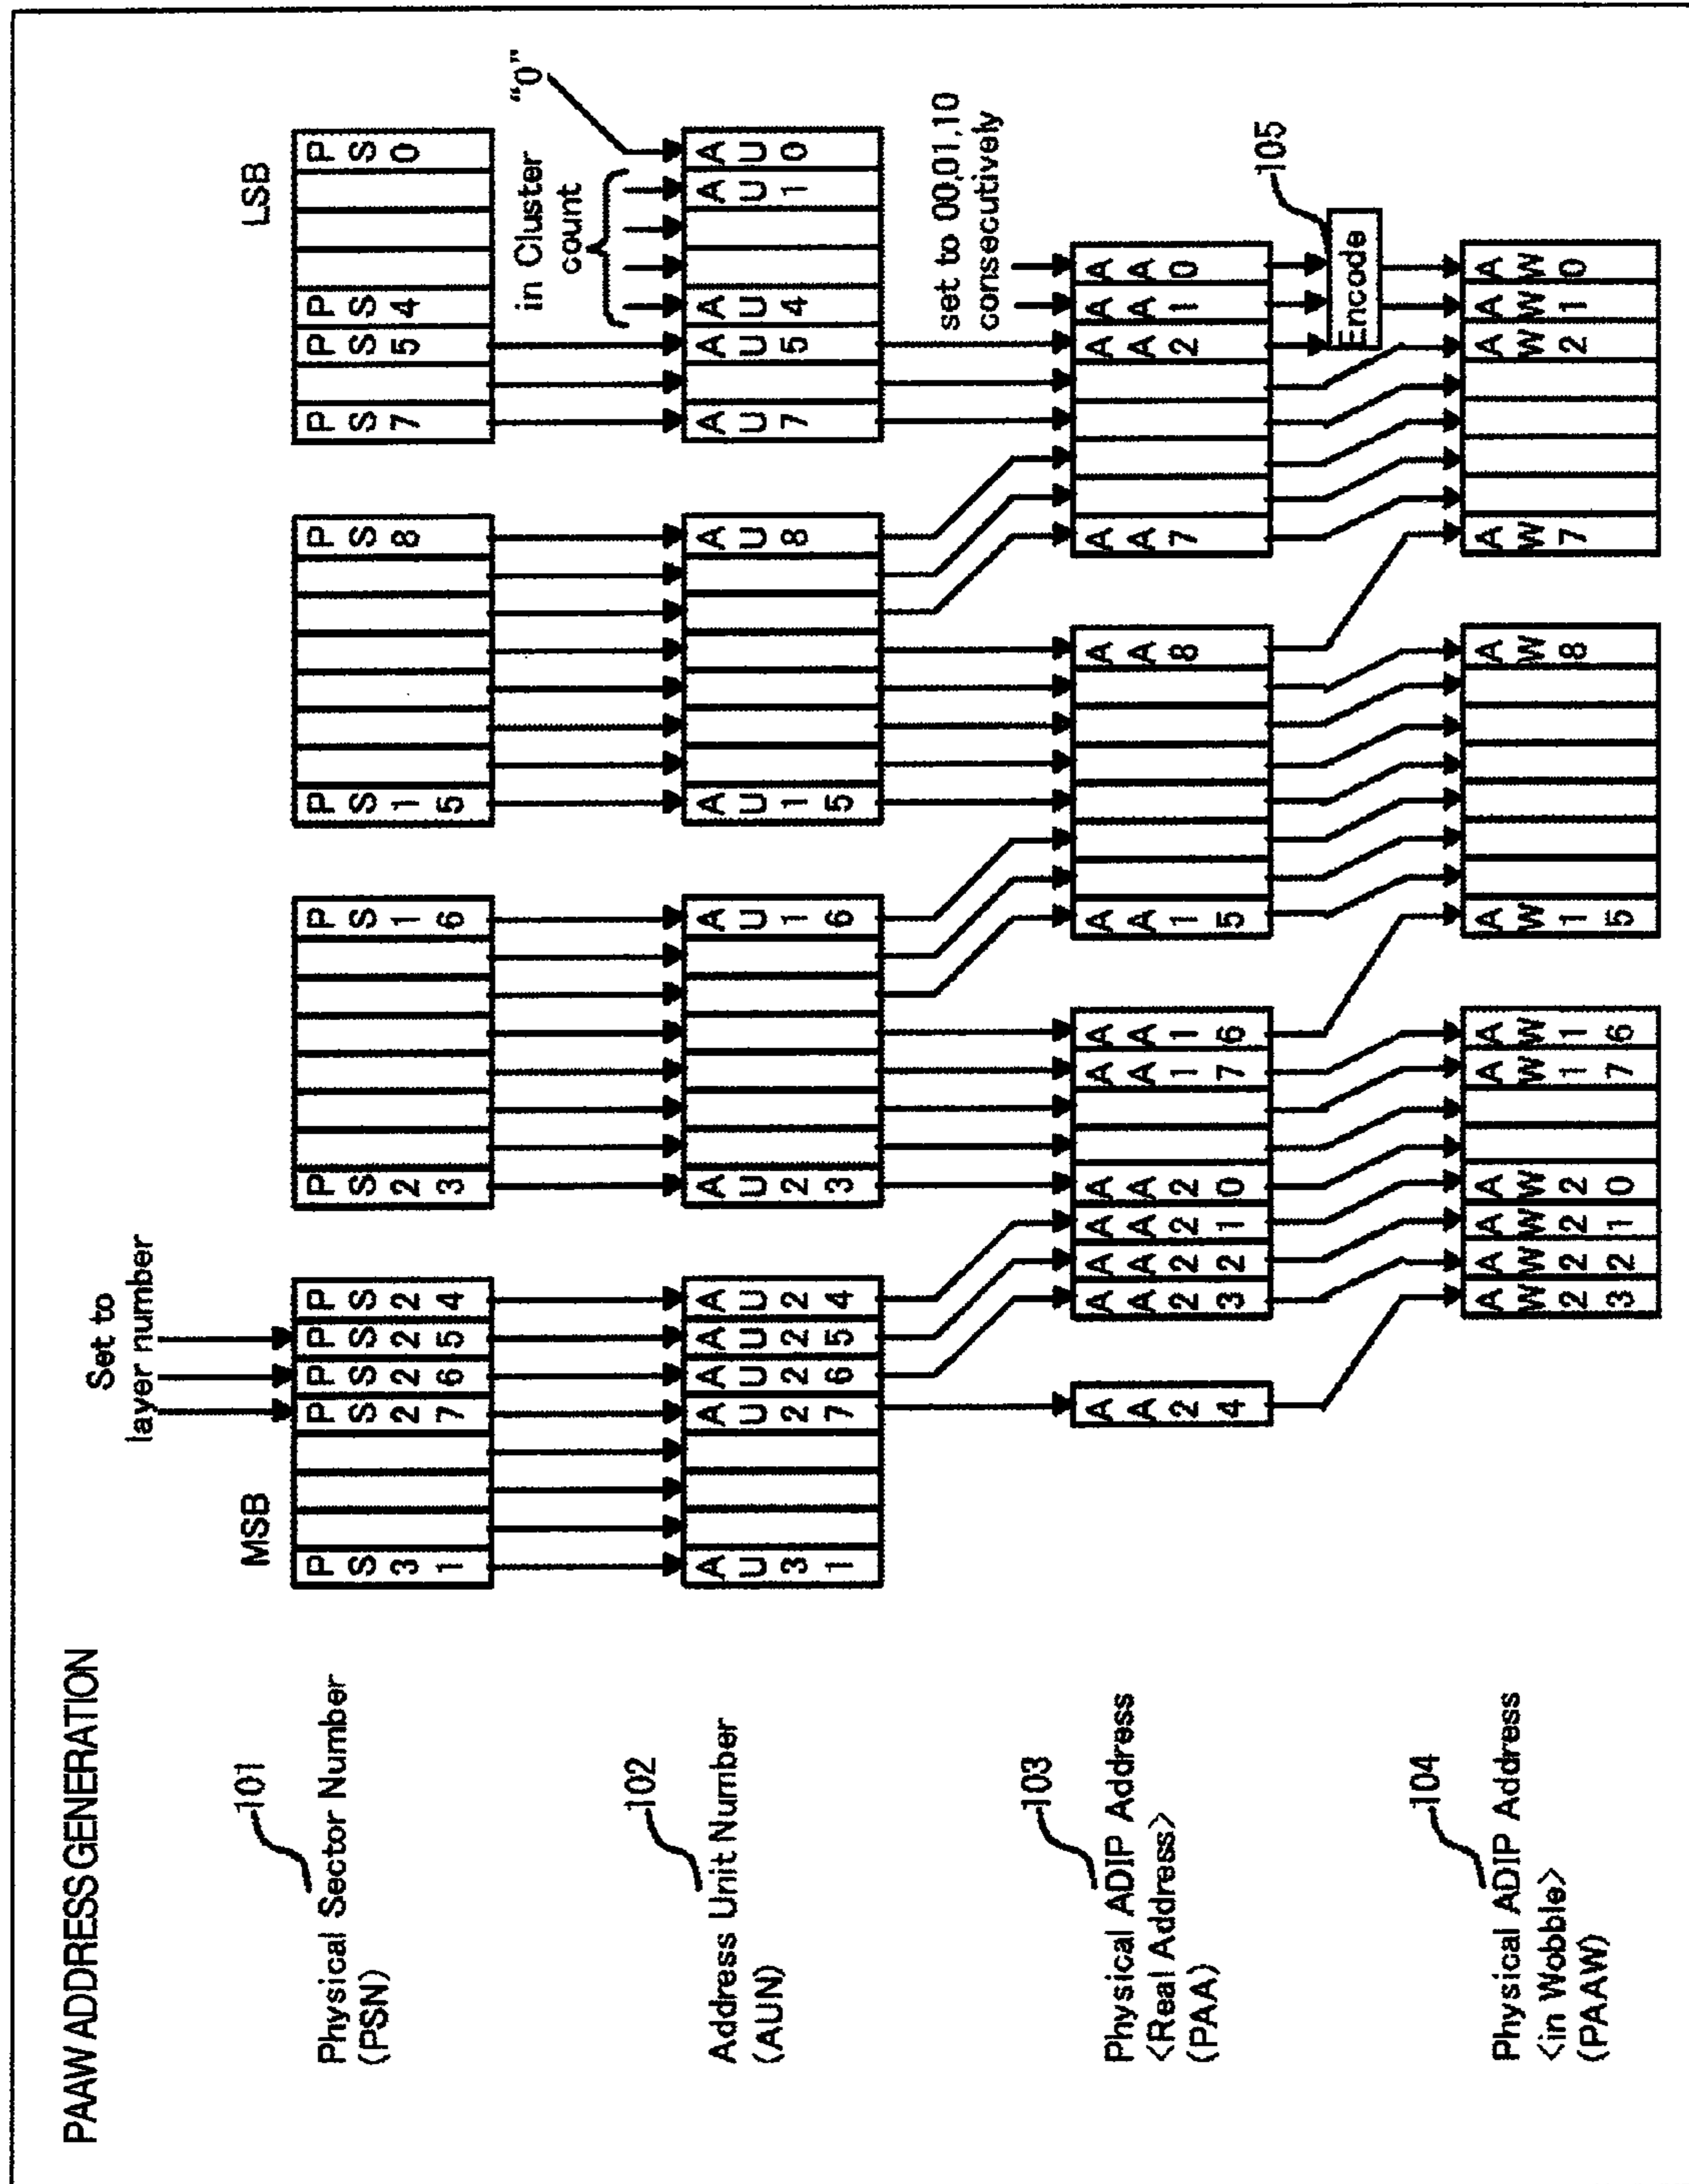 PAAW ADDRESS GENERATION
Set to
layer number
MSB
LSB
101
Physical Sector Number
(PSN)
PS31
PS27
PS26
PS25
PS24
PS23
PS16
PS15
PS8
PS7
PS5
PS4
PS0
in Cluster
count
"0"
102
Address Unit Number
(AUN)
AU31
AU27
AU26
AU25
AU24
AU23
AU16
AU15
AU8
AU7
AU5
AU4
AU1
AU0
set to 00,01,10
consecutively
103
Physical ADIP Address
<Real Address>
(PAA)
AA24
AA23
AA22
AA21
AA20
AA17
AA16
AA15
AA8
AA7
AA2
AA1
AA0
Encode
105
104
Physical ADIP Address
<in Wobble>
(PAAW)
AW23
AW22
AW21
AW20
AW17
AW16
AW15
AW8
AW7
AW2
AW1
AW0